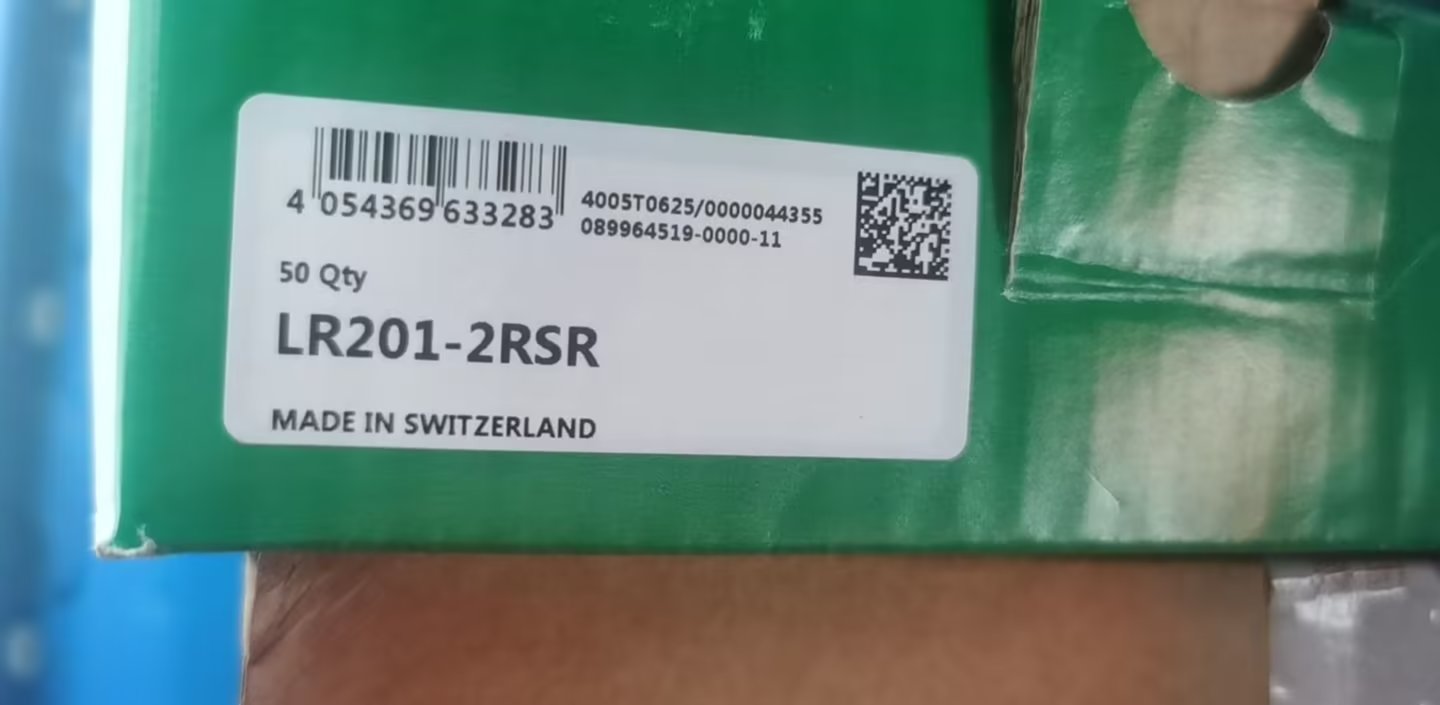 4 054369 633283
4005T0625/0000044355
089964519-0000-11
50 Qty
LR201-2RSR
MADE IN SWITZERLAND